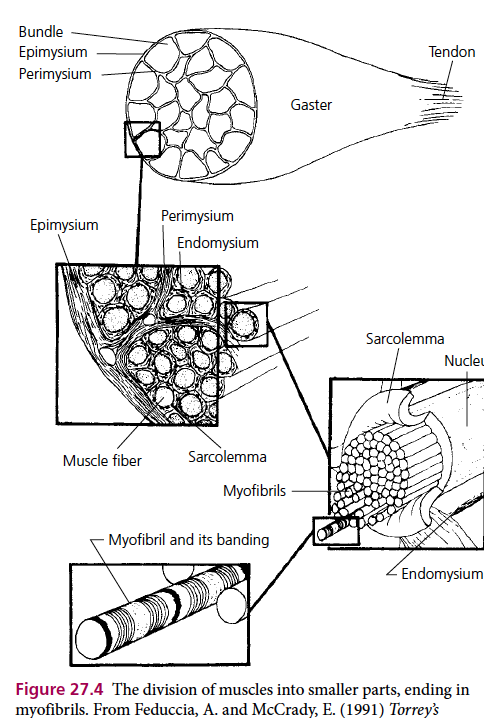 Bundle
Epimysium
Perimysium
Tendon
Gaster
Epimysium
Perimysium
Endomysium
Sarcolemma
Nucleu
Muscle fiber
Sarcolemma
Myofibrils
Myofibril and its banding
Endomysium
Figure 27.4 The division of muscles into smaller parts, ending in
myofibrils. From Feduccia, A. and McCrady, E. (1991) Torrey’s